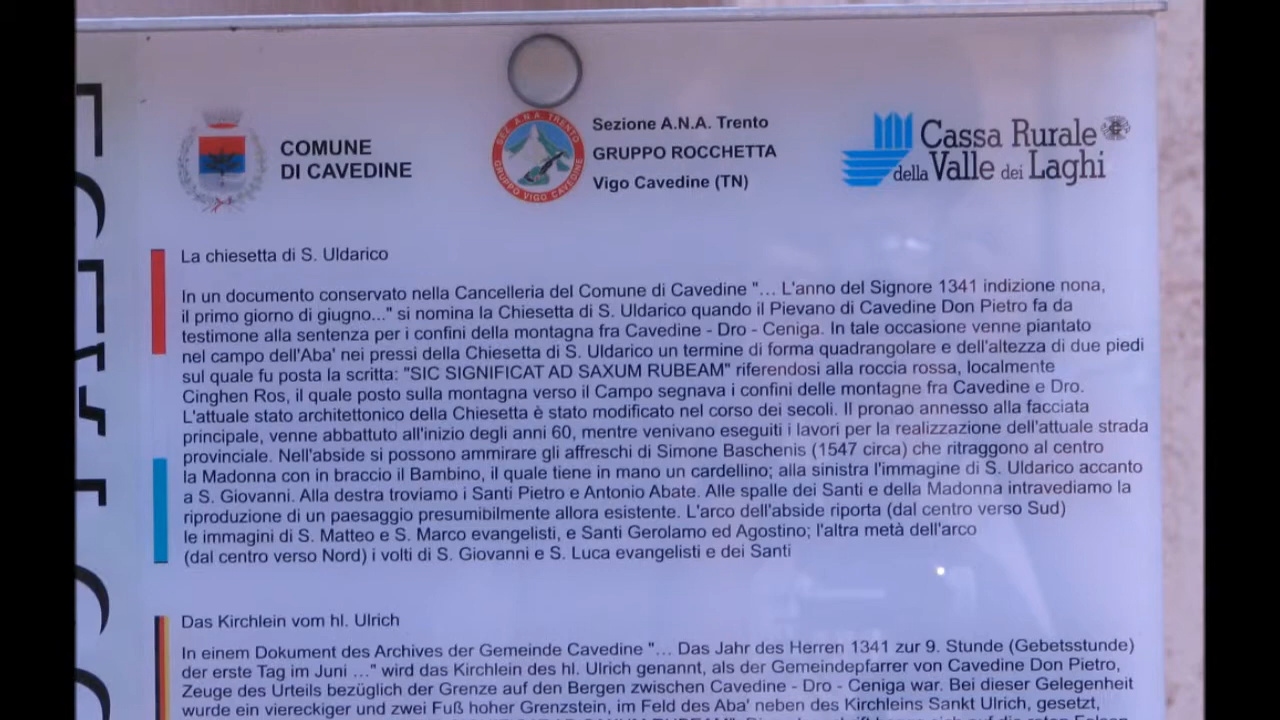 COMUNE
DI CAVEDINE
SEZ. A.N.A. TRENTO
GRUPPO VIGO CAVEDINE
Sezione A.N.A. Trento
GRUPPO ROCCHETTA
Vigo Cavedine (TN)
Cassa Rurale
della Valle dei Laghi
La chiesetta di S. Uldarico
In un documento conservato nella Cancelleria del Comune di Cavedine "... L'anno del Signore 1341 indizione nona,
il primo giorno di giugno..." si nomina la Chiesetta di S. Uldarico quando il Pievano di Cavedine Don Pietro fa da
testimone alla sentenza per i confini della montagna fra Cavedine - Dro - Ceniga. In tale occasione venne piantato
nel campo dell'Aba' nei pressi della Chiesetta di S. Uldarico un termine di forma quadrangolare e dell'altezza di due piedi
sul quale fu posta la scritta: "SIC SIGNIFICAT AD SAXUM RUBEAM" riferendosi alla roccia rossa, localmente
Cinghen Ros, il quale posto sulla montagna verso il Campo segnava i confini delle montagne fra Cavedine e Dro.
L'attuale stato architettonico della Chiesetta è stato modificato nel corso dei secoli. Il pronao annesso alla facciata
principale, venne abbattuto all'inizio degli anni 60, mentre venivano eseguiti i lavori per la realizzazione dell'attuale strada
provinciale. Nell'abside si possono ammirare gli affreschi di Simone Baschenis (1547 circa) che ritraggono al centro
la Madonna con in braccio il Bambino, il quale tiene in mano un cardellino; alla sinistra l'immagine di S. Uldarico accanto
a S. Giovanni. Alla destra troviamo i Santi Pietro e Antonio Abate. Alle spalle dei Santi e della Madonna intravediamo la
riproduzione di un paesaggio presumibilmente allora esistente. L'arco dell'abside riporta (dal centro verso Sud)
le immagini di S. Matteo e S. Marco evangelisti, e Santi Gerolamo ed Agostino; l'altra metà dell'arco
(dal centro verso Nord) i volti di S. Giovanni e S. Luca evangelisti e dei Santi
Das Kirchlein vom hl. Ulrich
In einem Dokument des Archives der Gemeinde Cavedine "... Das Jahr des Herren 1341 zur 9. Stunde (Gebetsstunde)
der erste Tag im Juni ..." wird das Kirchlein des hl. Ulrich genannt, als der Gemeindepfarrer von Cavedine Don Pietro,
Zeuge des Urteils bezüglich der Grenze auf den Bergen zwischen Cavedine - Dro - Ceniga war. Bei dieser Gelegenheit
wurde ein viereckiger und zwei Fuß hoher Grenzstein, im Feld des Aba' neben des Kirchleins Sankt Ulrich, gesetzt,